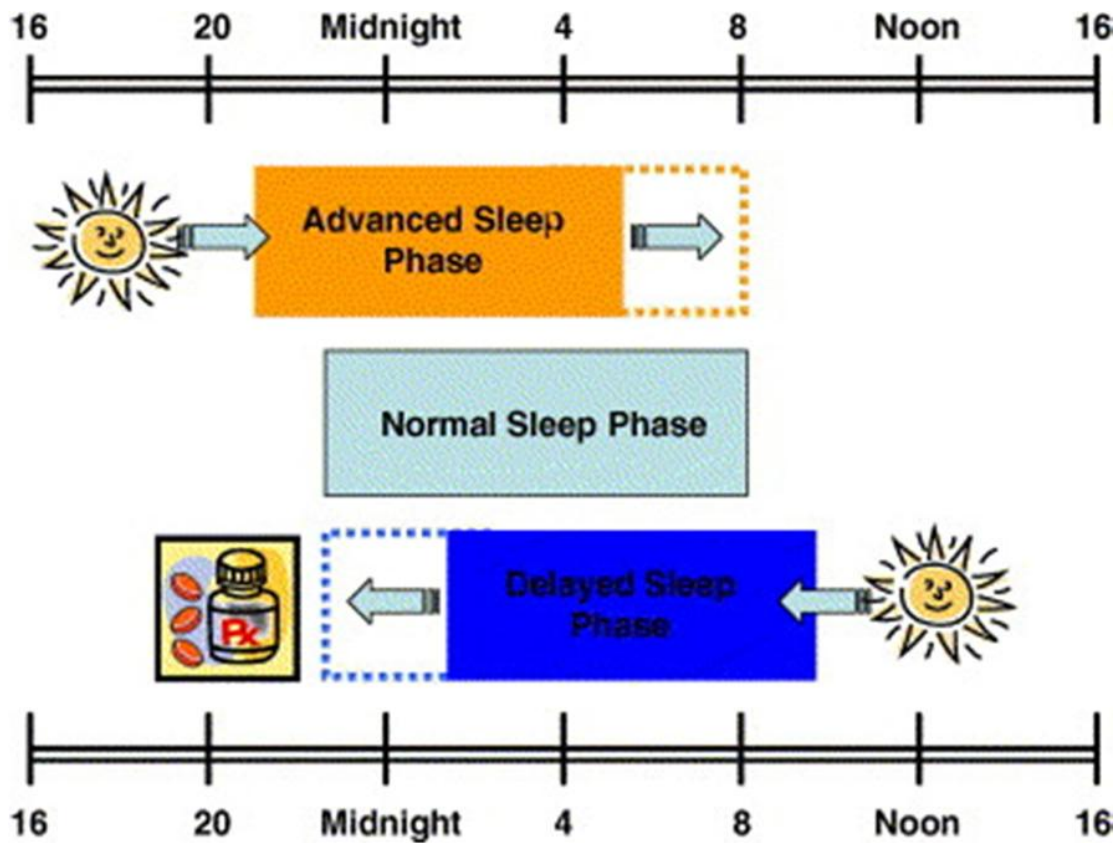 16 20 Midnight 4 8 Noon 16
Advanced Sleep
Phase
Normal Sleep Phase
Delayed Sleep
Phase
Rx
16 20 Midnight 4 8 Noon 16